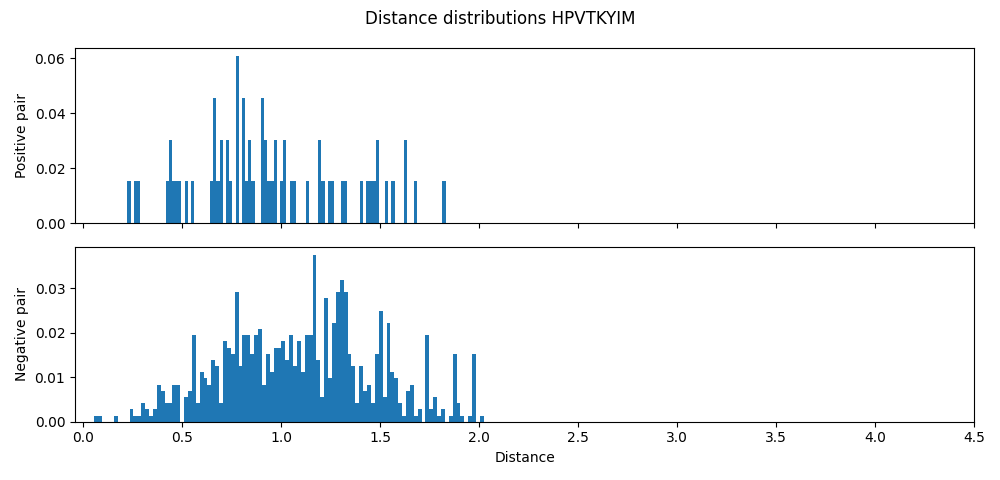 Distance distributions HPVTKYIM
0.06
0.04
0.02
0.00
Positive pair
0.03
0.02
0.01
0.00
Negative pair
0.0 0.5 1.0 1.5 2.0 2.5 3.0 3.5 4.0 4.5
Distance